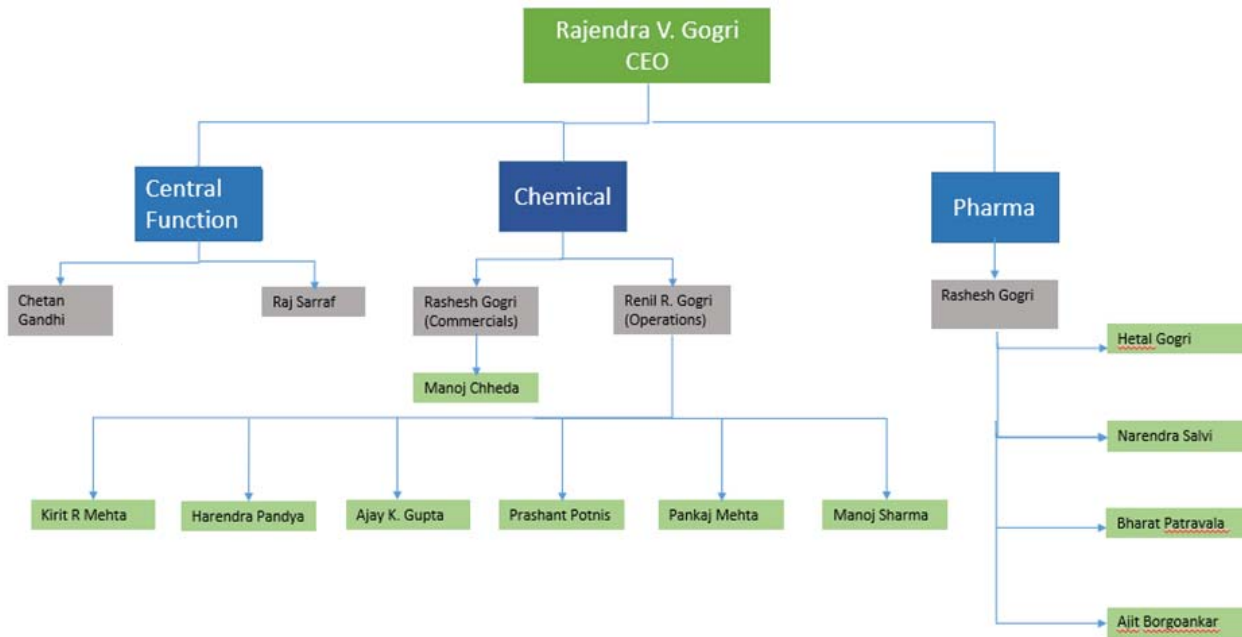 Rajendra V. Gogri
CEO
Central
Function
Chemical
Pharma
Chetan
Gandhi
Raj Sarraf
Rashesh Gogri
(Commercials)
Renil R. Gogri
(Operations)
Rashesh Gogri
Hetal Gogri
Manoj Chheda
Narendra Salvi
Kirit R Mehta
Harendra Pandya
Ajay K. Gupta
Prashant Potnis
Pankaj Mehta
Manoj Sharma
Bharat Patravala
Ajit Borgoankar